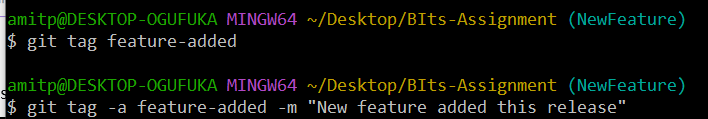 amitp@DESKTOP-OGUFUKA MINGW64 ~/Desktop/BIts-Assignment (NewFeature)
$ git tag feature-added
amitp@DESKTOP-OGUFUKA MINGW64 ~/Desktop/BIts-Assignment (NewFeature)
$ git tag -a feature-added -m "New feature added this release"